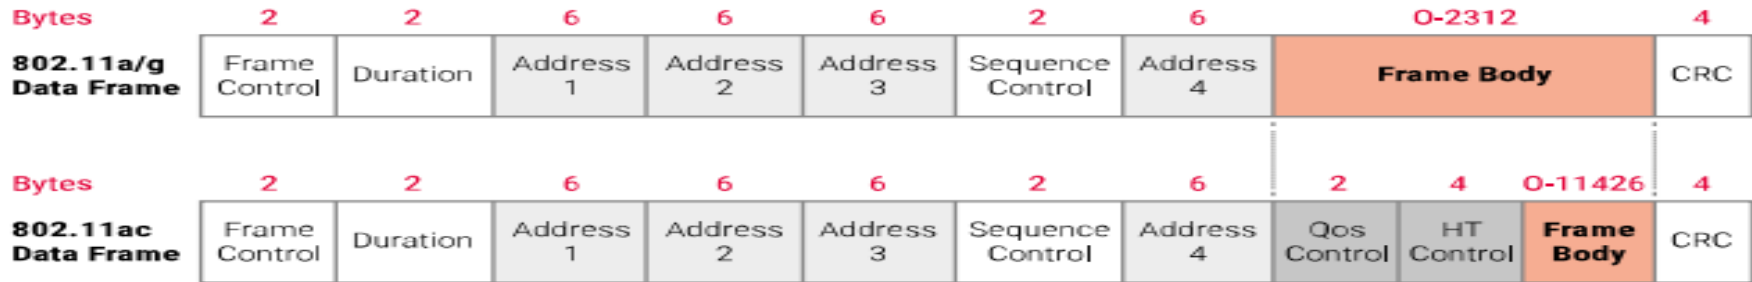 Bytes 2 2 6 6 6 2 6 0-2312 4
802.11a/g Frame Address Address Address Sequence Address
Duration Frame Body CRC
Data Frame Control 1 2 3 Control 4
Bytes 2 2 6 6 6 2 6 2 4 0-11426 4
802.11ac Frame Address Address Address Sequence Address Qos HT Frame
Duration CRC
Data Frame Control 1 2 3 Control 4 Control Control Body